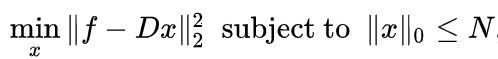 min_x ‖f − Dx‖₂² subject to ‖x‖₀ ≤ N.